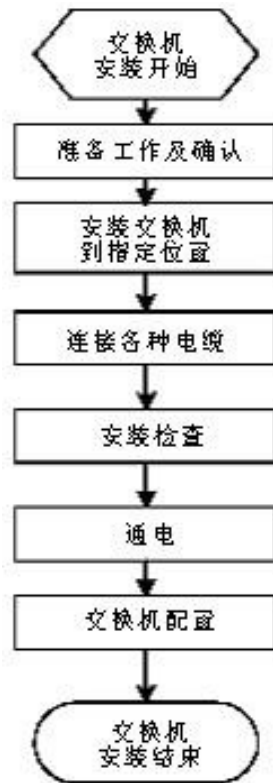 交换机
安装开始
准备工作及确认
安装交换机
到指定位置
连接各种电缆
安装检查
通电
交换机配置
交换机
安装结束